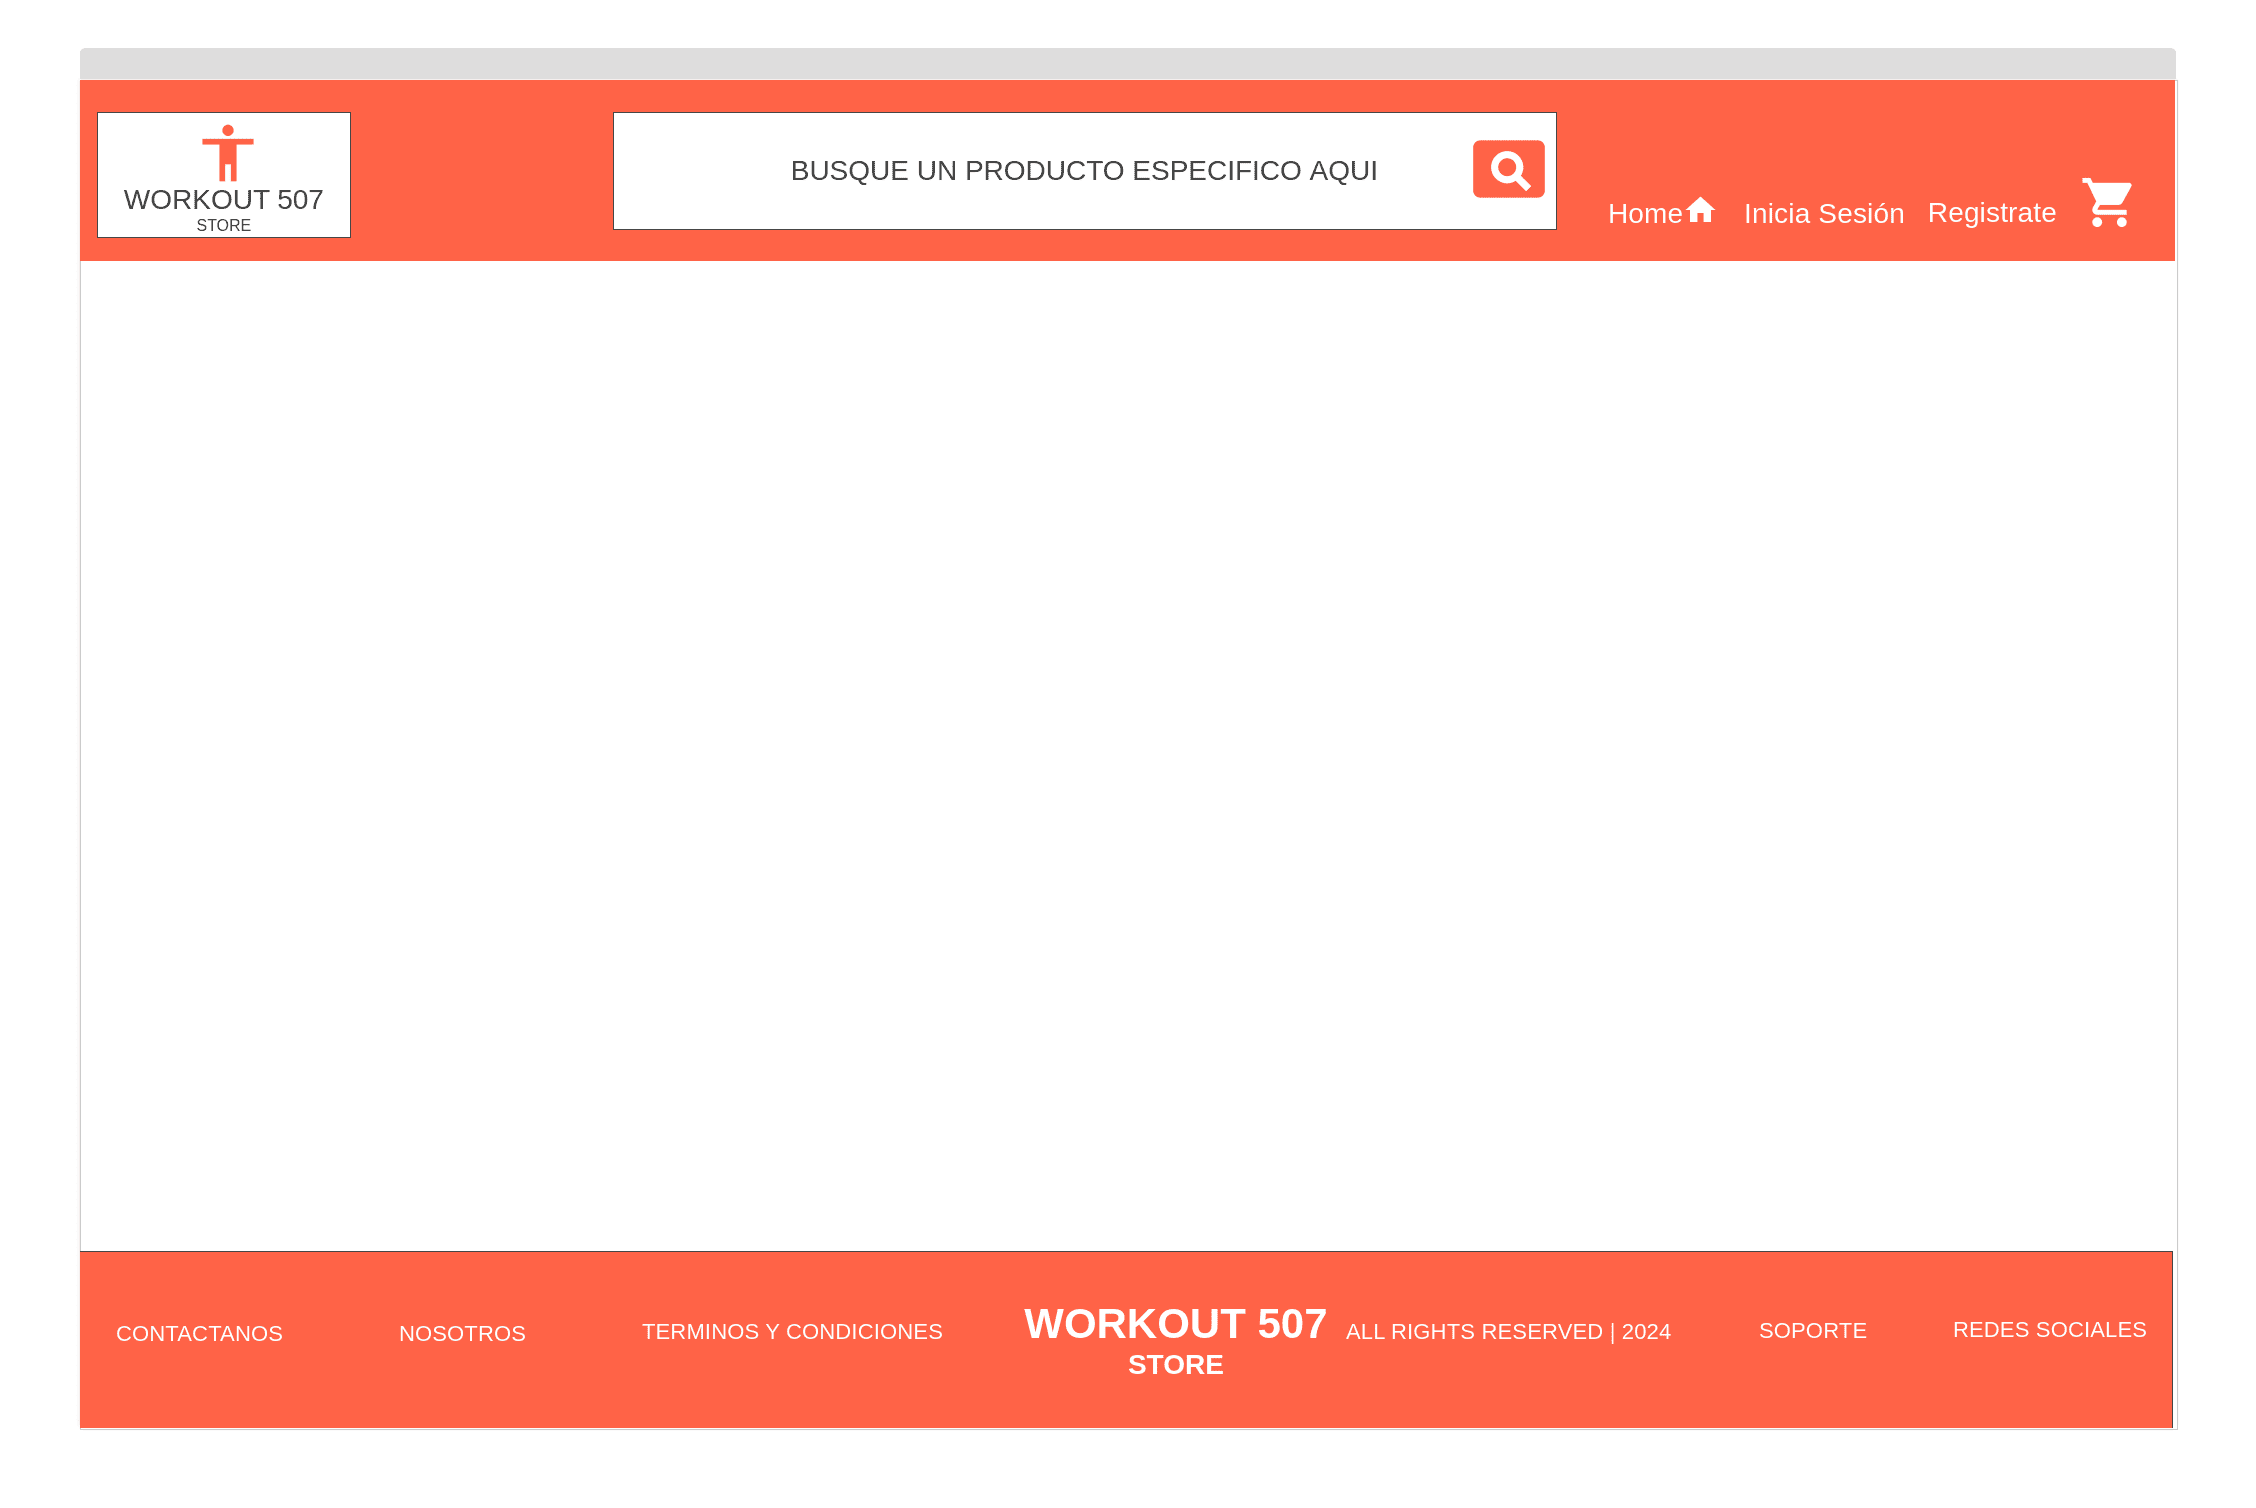 WORKOUT 507
STORE
BUSQUE UN PRODUCTO ESPECIFICO AQUI
Home
Inicia Sesión
Registrate
CONTACTANOS
NOSOTROS
TERMINOS Y CONDICIONES
WORKOUT 507
STORE
ALL RIGHTS RESERVED | 2024
SOPORTE
REDES SOCIALES